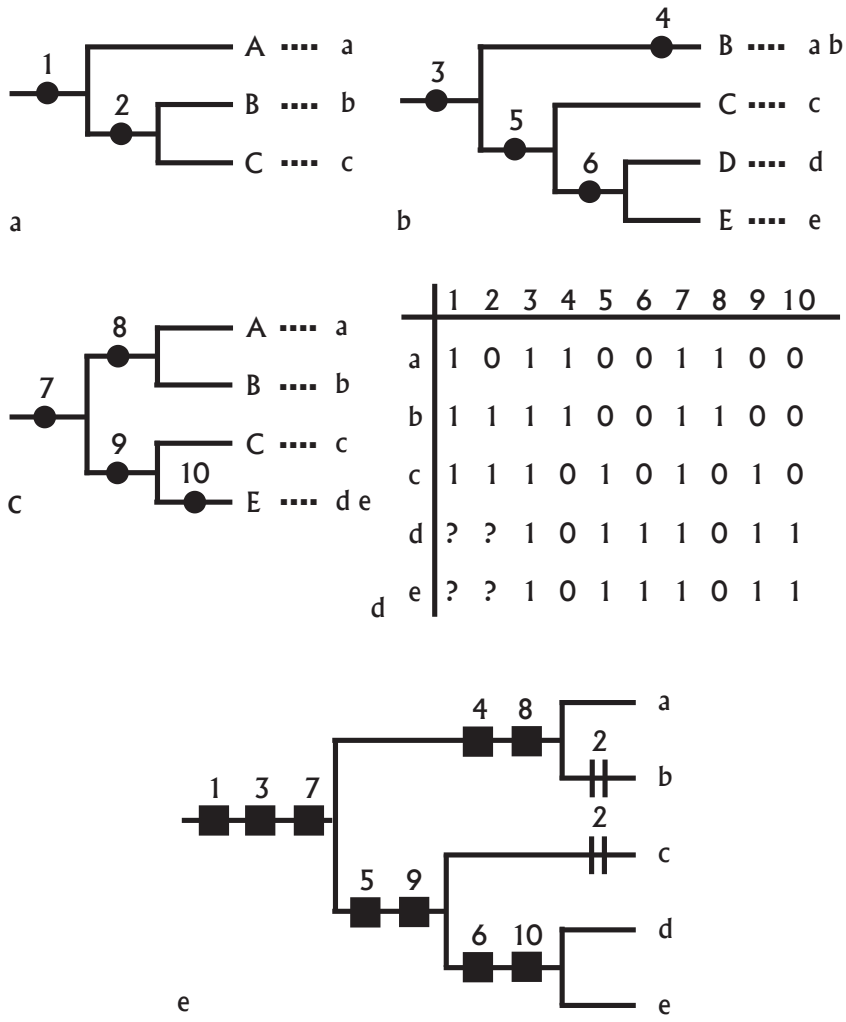 1
A a
2
B b
C c
a
4
3
B a b
5
C c
6
D d
E e
b
8
A a
7
B b
9
C c
10
E d e
c
1 2 3 4 5 6 7 8 9 10
a 1 0 1 1 0 0 1 1 0 0
b 1 1 1 1 0 0 1 1 0 0
c 1 1 1 0 1 0 1 0 1 0
d ? ? 1 0 1 1 1 0 1 1
e ? ? 1 0 1 1 1 0 1 1
d
4 8
a
2
b
1 3 7
2
c
5 9
6 10
d
e
e